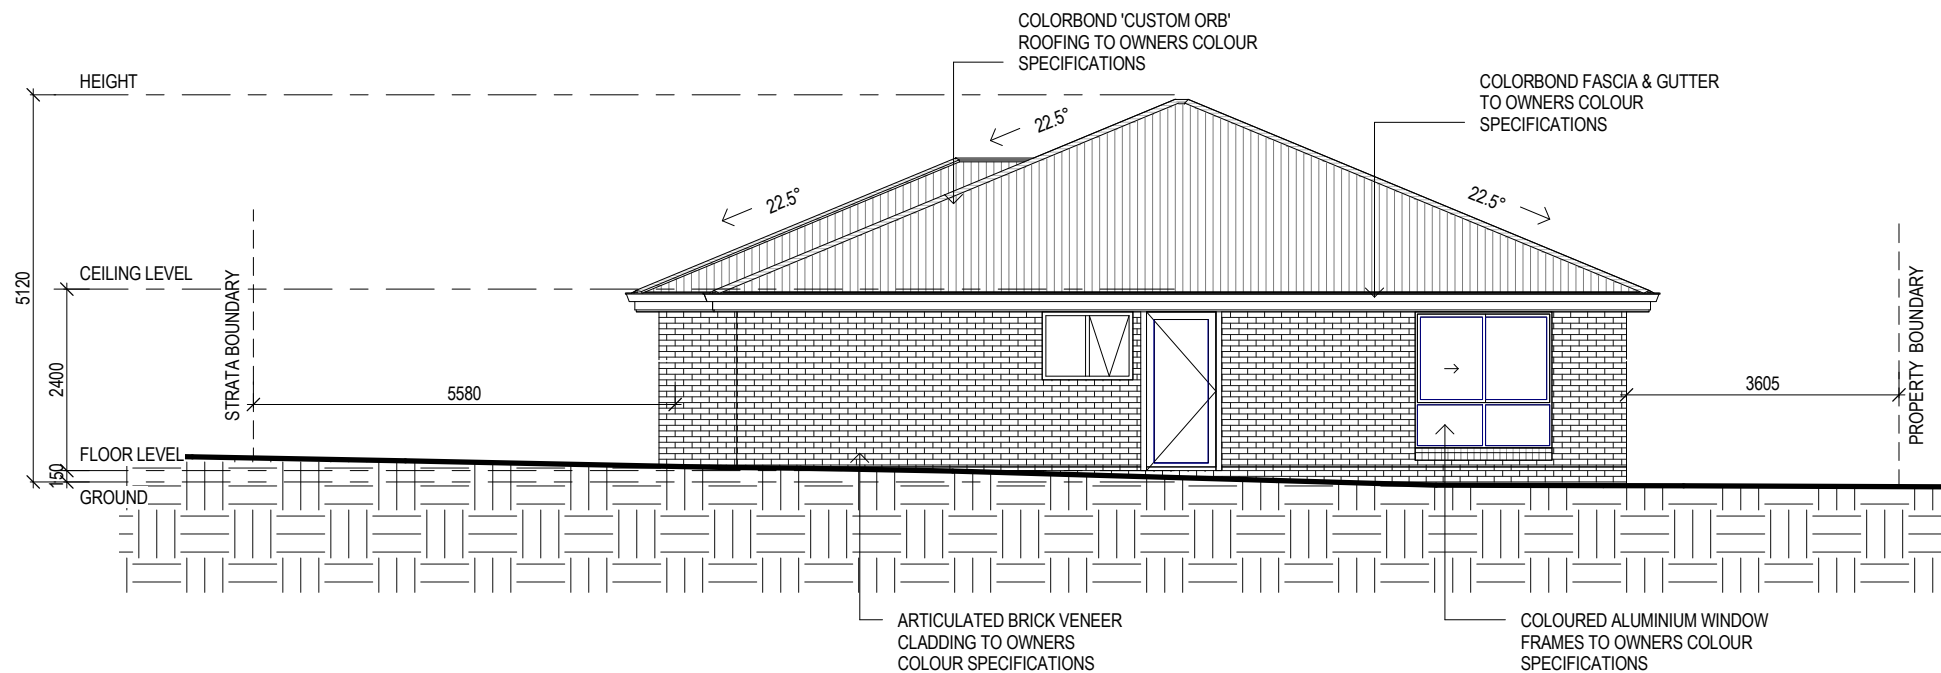 COLORBOND 'CUSTOM ORB'
ROOFING TO OWNERS COLOUR
SPECIFICATIONS
HEIGHT
COLORBOND FASCIA & GUTTER
TO OWNERS COLOUR
SPECIFICATIONS
22.5°
22.5°
22.5°
5120
CEILING LEVEL
2400
STRATA BOUNDARY
5580
3605
PROPERTY BOUNDARY
FLOOR LEVEL
150
GROUND
ARTICULATED BRICK VENEER
CLADDING TO OWNERS
COLOUR SPECIFICATIONS
COLOURED ALUMINIUM WINDOW
FRAMES TO OWNERS COLOUR
SPECIFICATIONS